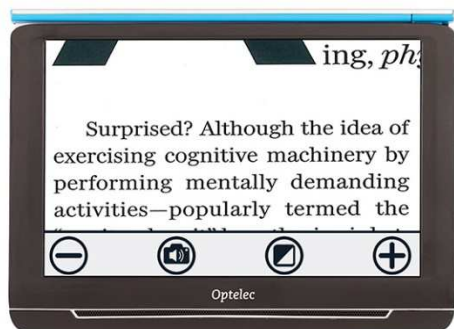 ing, ph
Surprised? Although the idea of
exercising cognitive machinery by
performing mentally demanding
activities—popularly termed the
Optelec